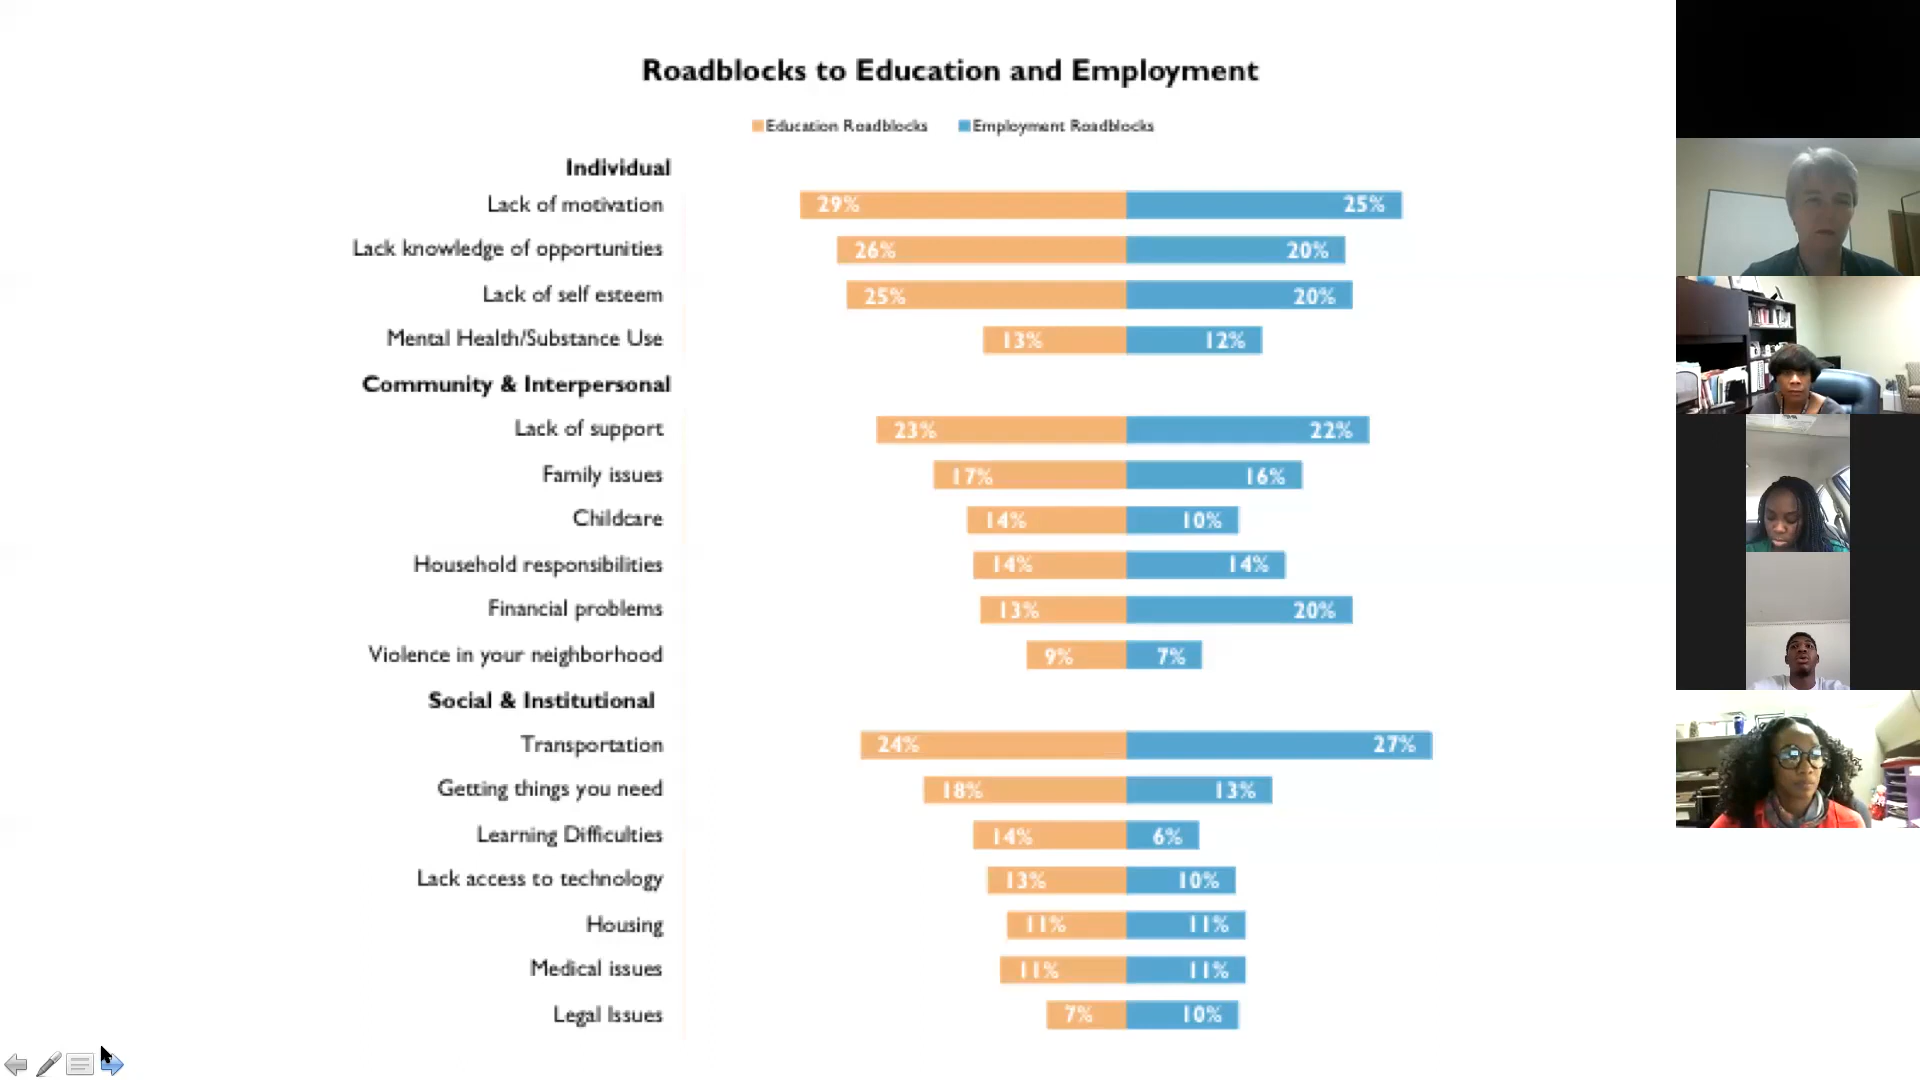 Roadblocks to Education and Employment
Education Roadblocks Employment Roadblocks
Individual
Lack of motivation 29% 25%
Lack knowledge of opportunities 26% 20%
Lack of self esteem 25% 20%
Mental Health/Substance Use 13% 12%
Community & Interpersonal
Lack of support 23% 22%
Family issues 17% 16%
Childcare 14% 10%
Household responsibilities 14% 14%
Financial problems 13% 20%
Violence in your neighborhood 9% 7%
Social & Institutional
Transportation 24% 27%
Getting things you need 18% 13%
Learning Difficulties 14% 6%
Lack access to technology 13% 10%
Housing 11% 11%
Medical issues 11% 11%
Legal Issues 7% 10%